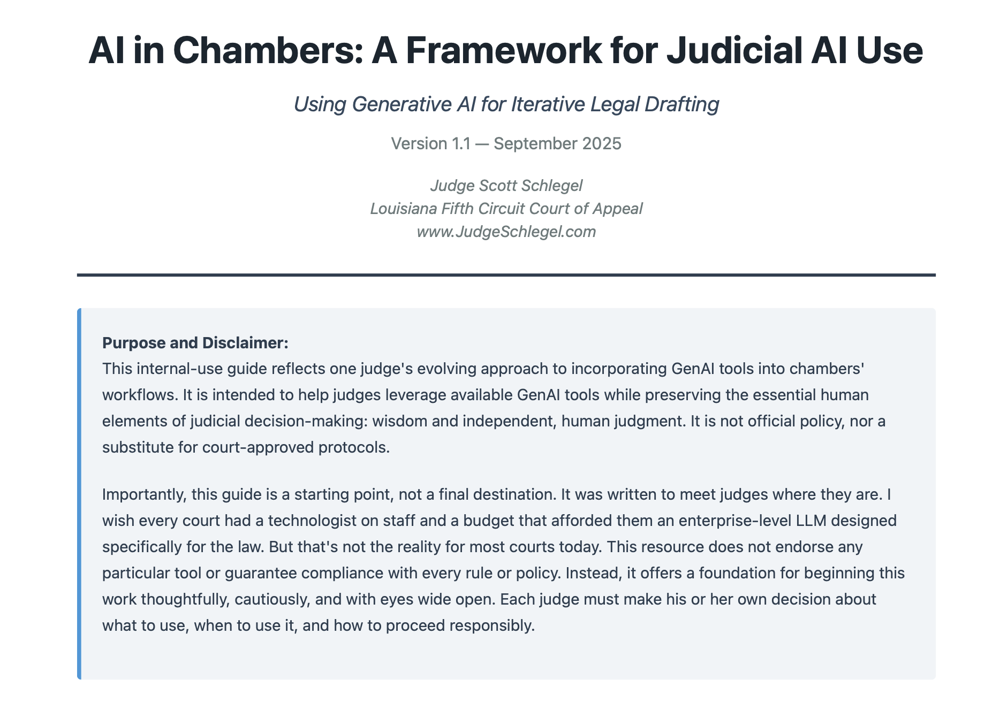 AI in Chambers: A Framework for Judicial AI Use
Using Generative AI for Iterative Legal Drafting
Version 1.1 — September 2025
Judge Scott Schlegel
Louisiana Fifth Circuit Court of Appeal
www.JudgeSchlegel.com
Purpose and Disclaimer:
This internal-use guide reflects one judge's evolving approach to incorporating GenAI tools into chambers'
workflows. It is intended to help judges leverage available GenAI tools while preserving the essential human
elements of judicial decision-making: wisdom and independent, human judgment. It is not official policy, nor a
substitute for court-approved protocols.
Importantly, this guide is a starting point, not a final destination. It was written to meet judges where they are. I
wish every court had a technologist on staff and a budget that afforded them an enterprise-level LLM designed
specifically for the law. But that's not the reality for most courts today. This resource does not endorse any
particular tool or guarantee compliance with every rule or policy. Instead, it offers a foundation for beginning this
work thoughtfully, cautiously, and with eyes wide open. Each judge must make his or her own decision about
what to use, when to use it, and how to proceed responsibly.